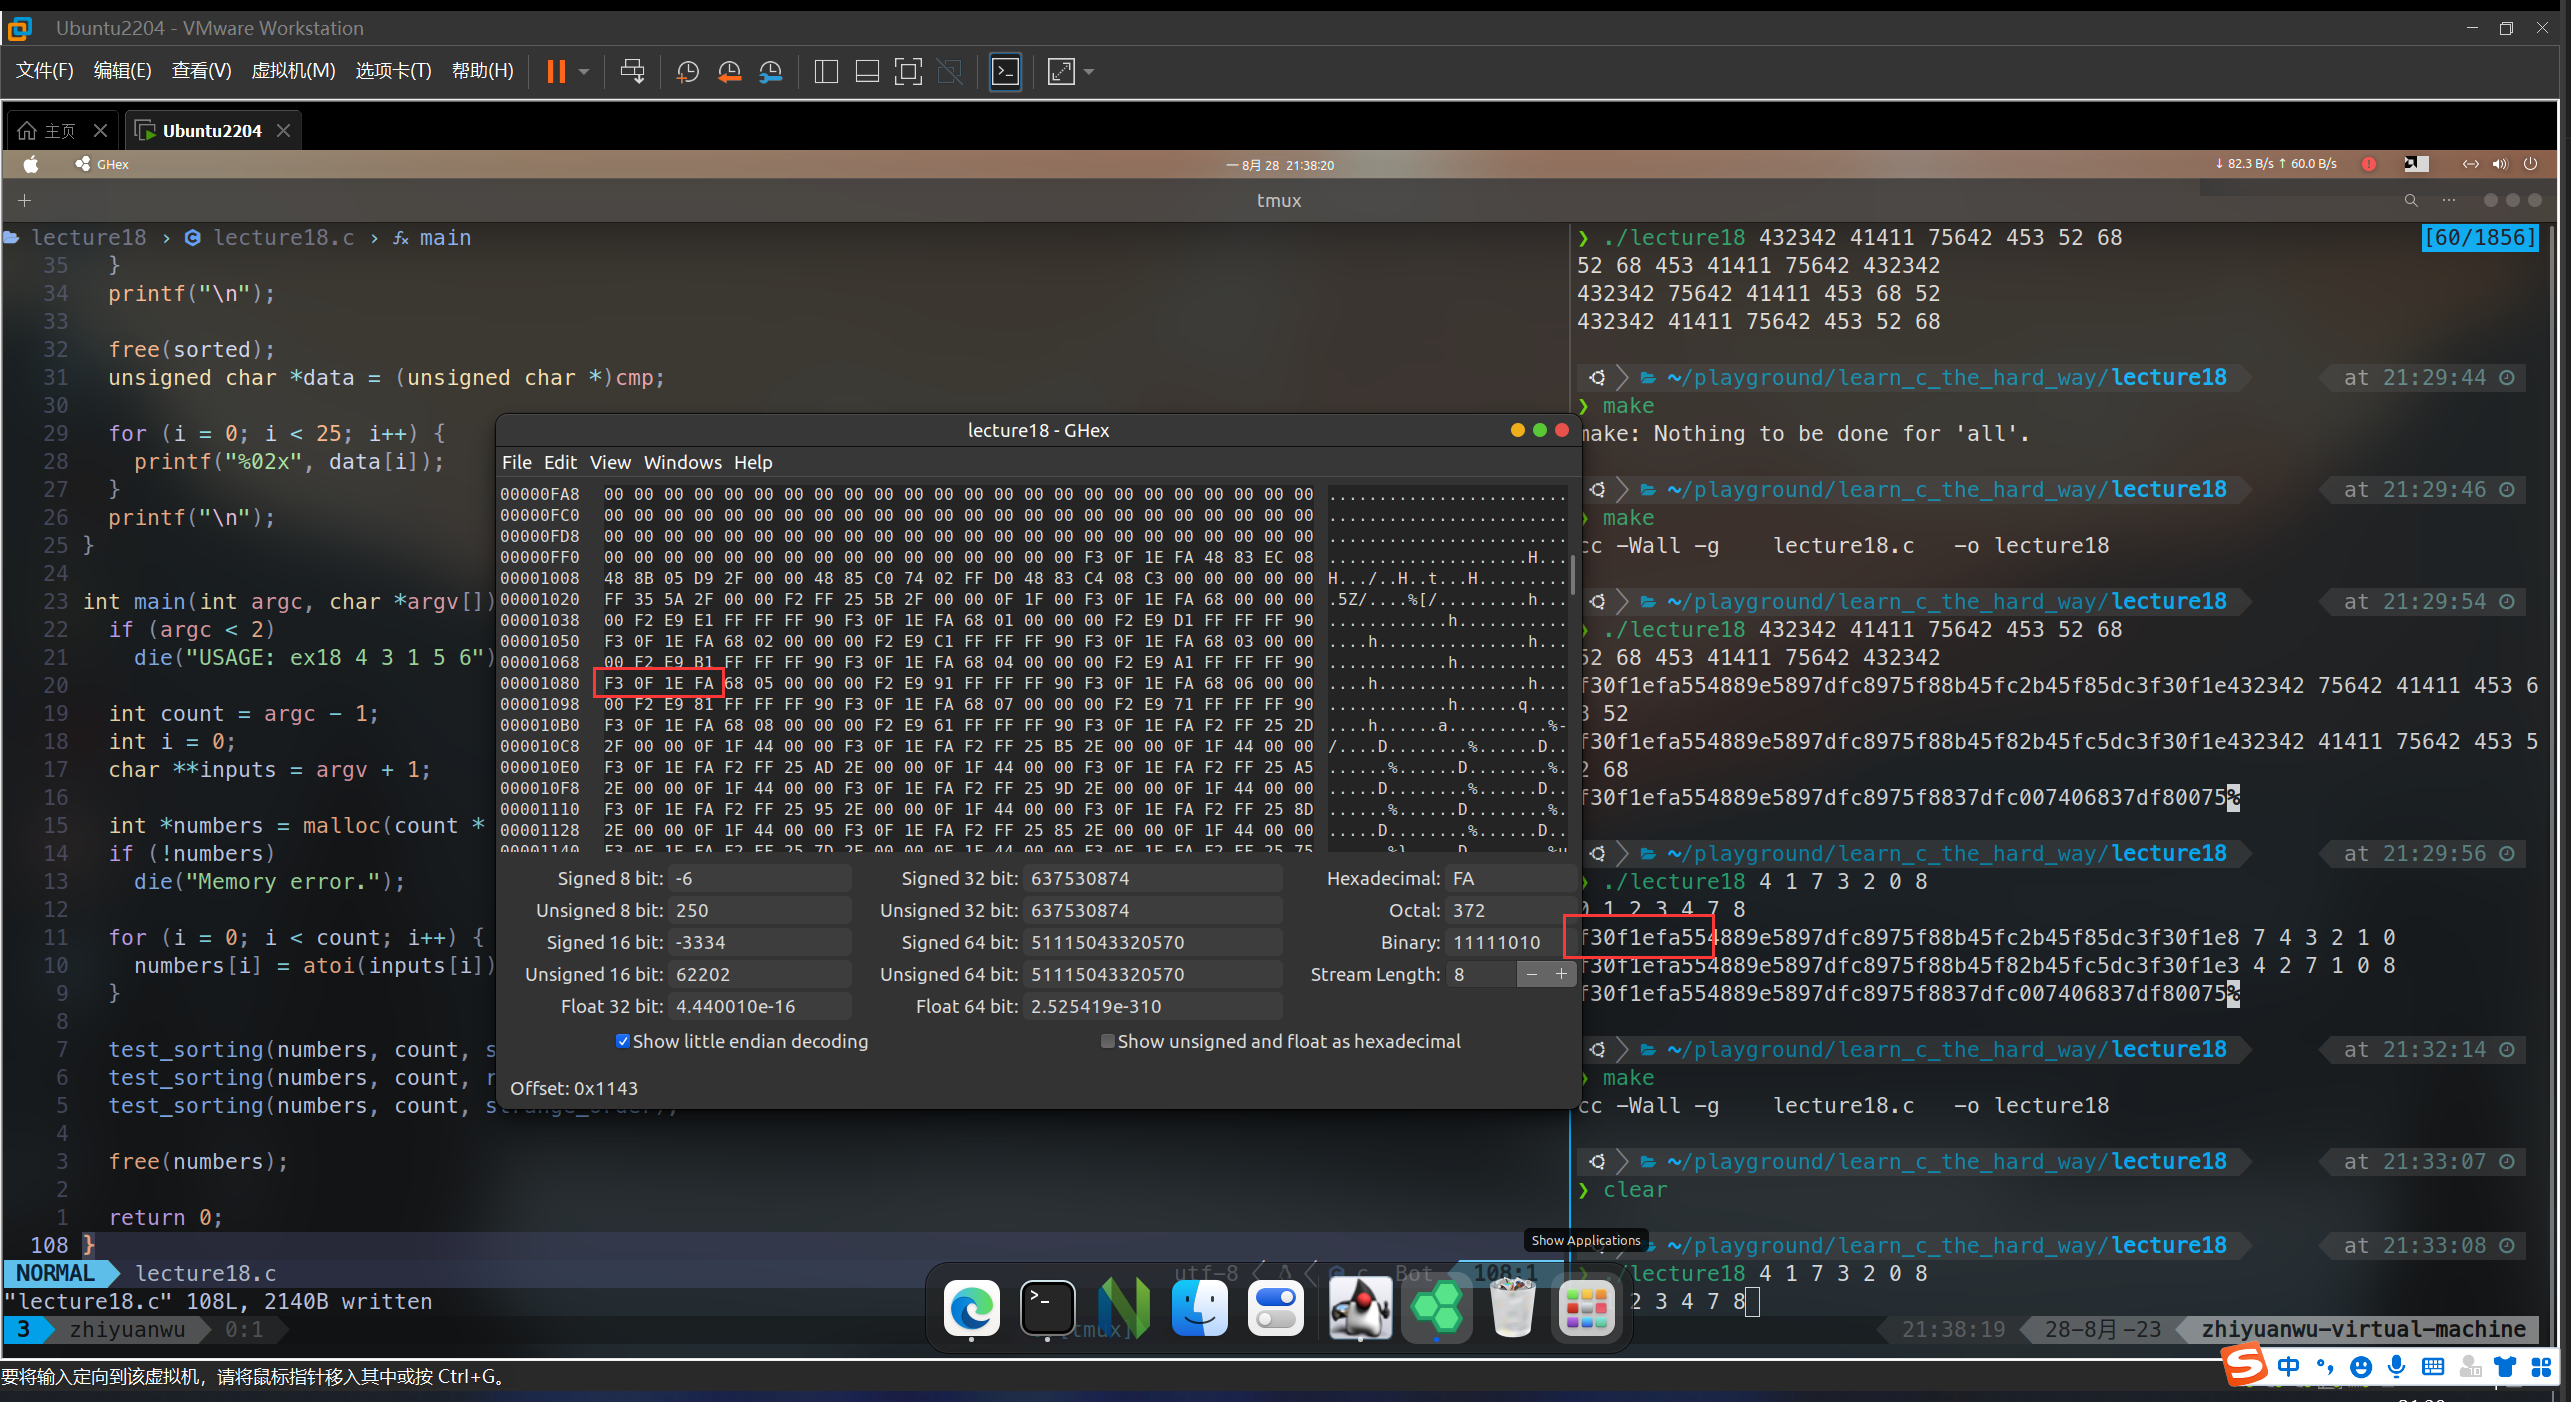 Ubuntu2204 - VMware Workstation
文件(F) 编辑(E) 查看(V) 虚拟机(M) 选项卡(T) 帮助(H)
主页
Ubuntu2204
GHex
一 8月 28 21:38:20
↓ 82.3 B/s ↑ 60.0 B/s
tmux
lecture18 › lecture18.c › main
35 }
34 printf("\n");
33
32 free(sorted);
31 unsigned char *data = (unsigned char *)cmp;
30
29 for (i = 0; i < 25; i++) {
28 printf("%02x", data[i]);
27 }
26 printf("\n");
25 }
24
23 int main(int argc, char *argv[])
22 if (argc < 2)
21 die("USAGE: ex18 4 3 1 5 6")
20
19 int count = argc - 1;
18 int i = 0;
17 char **inputs = argv + 1;
16
15 int *numbers = malloc(count *
14 if (!numbers)
13 die("Memory error.");
12
11 for (i = 0; i < count; i++) {
10 numbers[i] = atoi(inputs[i])
9 }
8
7 test_sorting(numbers, count, s
6 test_sorting(numbers, count, r
5 test_sorting(numbers, count, strange_order);
4
3 free(numbers);
2
1 return 0;
108 }
NORMAL lecture18.c
utf-8 c Bot 108:1
"lecture18.c" 108L, 2140B written
3 zhiyuanwu 0:1
[tmux]
lecture18 - GHex
File Edit View Windows Help
00000FA8 00 00 00 00 00 00 00 00 00 00 00 00 00 00 00 00 00 00 00 00 00 00 00 00 ........................
00000FC0 00 00 00 00 00 00 00 00 00 00 00 00 00 00 00 00 00 00 00 00 00 00 00 00 ........................
00000FD8 00 00 00 00 00 00 00 00 00 00 00 00 00 00 00 00 00 00 00 00 00 00 00 00 ........................
00000FF0 00 00 00 00 00 00 00 00 00 00 00 00 00 00 00 00 F3 0F 1E FA 48 83 EC 08 ....................H...
00001008 48 8B 05 D9 2F 00 00 48 85 C0 74 02 FF D0 48 83 C4 08 C3 00 00 00 00 00 H.../..H..t...H.........
00001020 FF 35 5A 2F 00 00 F2 FF 25 5B 2F 00 00 0F 1F 00 F3 0F 1E FA 68 00 00 00 .5Z/....%[/.........h...
00001038 00 F2 E9 E1 FF FF FF 90 F3 0F 1E FA 68 01 00 00 00 F2 E9 D1 FF FF FF 90 ............h...........
00001050 F3 0F 1E FA 68 02 00 00 00 F2 E9 C1 FF FF FF 90 F3 0F 1E FA 68 03 00 00 ....h...............h...
00001068 00 F2 E9 B1 FF FF FF 90 F3 0F 1E FA 68 04 00 00 00 F2 E9 A1 FF FF FF 90 ............h...........
00001080 F3 0F 1E FA 68 05 00 00 00 F2 E9 91 FF FF FF 90 F3 0F 1E FA 68 06 00 00 ....h...............h...
00001098 00 F2 E9 81 FF FF FF 90 F3 0F 1E FA 68 07 00 00 00 F2 E9 71 FF FF FF 90 ............h......q....
000010B0 F3 0F 1E FA 68 08 00 00 00 F2 E9 61 FF FF FF 90 F3 0F 1E FA F2 FF 25 2D ....h......a..........%-
000010C8 2F 00 00 0F 1F 44 00 00 F3 0F 1E FA F2 FF 25 B5 2E 00 00 0F 1F 44 00 00 /....D........%......D..
000010E0 F3 0F 1E FA F2 FF 25 AD 2E 00 00 0F 1F 44 00 00 F3 0F 1E FA F2 FF 25 A5 ......%......D........%.
000010F8 2E 00 00 0F 1F 44 00 00 F3 0F 1E FA F2 FF 25 9D 2E 00 00 0F 1F 44 00 00 .....D........%......D..
00001110 F3 0F 1E FA F2 FF 25 95 2E 00 00 0F 1F 44 00 00 F3 0F 1E FA F2 FF 25 8D ......%......D........%.
00001128 2E 00 00 0F 1F 44 00 00 F3 0F 1E FA F2 FF 25 85 2E 00 00 0F 1F 44 00 00 .....D........%......D..
00001140 F3 0F 1E FA F2 FF 25 7D 2E 00 00 0F 1F 44 00 00 F3 0F 1E FA F2 FF 25 75 ......%}.....D........%u
Signed 8 bit: -6 Signed 32 bit: 637530874 Hexadecimal: FA
Unsigned 8 bit: 250 Unsigned 32 bit: 637530874 Octal: 372
Signed 16 bit: -3334 Signed 64 bit: 51115043320570 Binary: 11111010
Unsigned 16 bit: 62202 Unsigned 64 bit: 51115043320570 Stream Length: 8 − +
Float 32 bit: 4.440010e-16 Float 64 bit: 2.525419e-310
Show little endian decoding Show unsigned and float as hexadecimal
Offset: 0x1143
❯ ./lecture18 432342 41411 75642 453 52 68 [60/1856]
52 68 453 41411 75642 432342
432342 75642 41411 453 68 52
432342 41411 75642 453 52 68
~/playground/learn_c_the_hard_way/lecture18 at 21:29:44
❯ make
make: Nothing to be done for 'all'.
~/playground/learn_c_the_hard_way/lecture18 at 21:29:46
make
cc -Wall -g lecture18.c -o lecture18
~/playground/learn_c_the_hard_way/lecture18 at 21:29:54
./lecture18 432342 41411 75642 453 52 68
52 68 453 41411 75642 432342
f30f1efa554889e5897dfc8975f88b45fc2b45f85dc3f30f1e432342 75642 41411 453 6
8 52
f30f1efa554889e5897dfc8975f88b45f82b45fc5dc3f30f1e432342 41411 75642 453 5
2 68
f30f1efa554889e5897dfc8975f8837dfc007406837df80075%
~/playground/learn_c_the_hard_way/lecture18 at 21:29:56
./lecture18 4 1 7 3 2 0 8
0 1 2 3 4 7 8
f30f1efa554889e5897dfc8975f88b45fc2b45f85dc3f30f1e8 7 4 3 2 1 0
f30f1efa554889e5897dfc8975f88b45f82b45fc5dc3f30f1e3 4 2 7 1 0 8
f30f1efa554889e5897dfc8975f8837dfc007406837df80075%
~/playground/learn_c_the_hard_way/lecture18 at 21:32:14
make
cc -Wall -g lecture18.c -o lecture18
~/playground/learn_c_the_hard_way/lecture18 at 21:33:07
❯ clear
~/playground/learn_c_the_hard_way/lecture18 at 21:33:08
/lecture18 4 1 7 3 2 0 8
2 3 4 7 8
Show Applications
21:38:19 28-8月-23 zhiyuanwu-virtual-machine
要将输入定向到该虚拟机，请将鼠标指针移入其中或按 Ctrl+G。
中